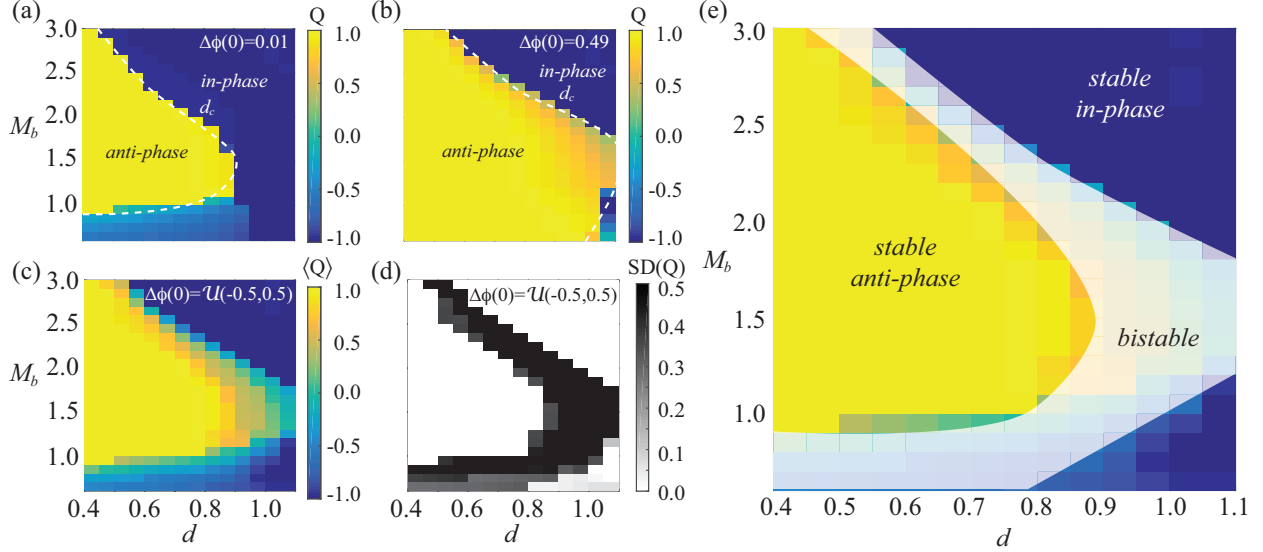 (a)
Q
Δϕ(0)=0.01
in-phase
d_c
anti-phase
M_b
3.0
2.5
2.0
1.5
1.0
1.0
0.5
0.0
-0.5
-1.0
(b)
Q
Δϕ(0)=0.49
in-phase
d_c
anti-phase
1.0
0.5
0.0
-0.5
-1.0
(c)
⟨Q⟩
Δϕ(0)=𝒰(-0.5,0.5)
M_b
3.0
2.5
2.0
1.5
1.0
0.4
0.6
0.8
1.0
d
1.0
0.5
0.0
-0.5
-1.0
(d)
SD(Q)
Δϕ(0)=𝒰(-0.5,0.5)
0.4
0.6
0.8
1.0
d
0.5
0.4
0.3
0.2
0.1
0.0
(e)
3.0
2.5
2.0
1.5
1.0
M_b
stable
in-phase
stable
anti-phase
bistable
0.4
0.5
0.6
0.7
0.8
0.9
1.0
1.1
d